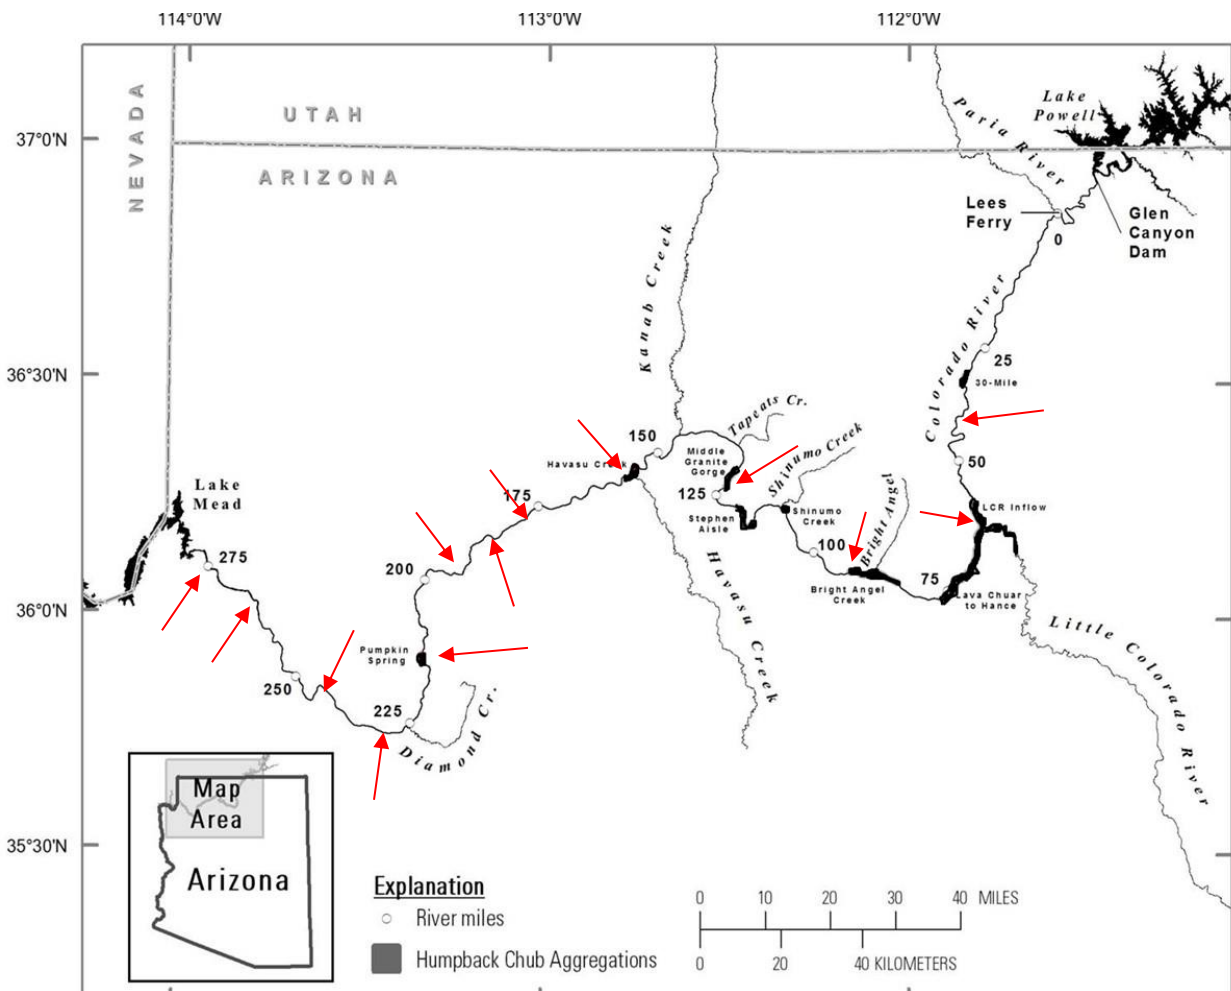 114°0'W
113°0'W
112°0'W
NEVADA
UTAH
ARIZONA
37°0'N
36°30'N
36°0'N
35°30'N
Paria River
Lake
Powell
Lees
Ferry
0
Glen
Canyon
Dam
Kanab Creek
Colorado River
25
30-Mile
50
Tapeats Cr.
Shinumo Creek
150
Middle
Granite
Gorge
Havasu Creek
175
125
Stephen
Aisle
Shinumo
Creek
Bright Angel
LCR Inflow
Lake
Mead
275
200
100
75
Bright Angel
Creek
Lava Chuar
to Hance
Havasu Creek
Little Colorado River
Pumpkin
Spring
250
225
Diamond Cr.
Map
Area
Arizona
Explanation
River miles
Humpback Chub Aggregations
0 10 20 30 40 MILES
0 20 40 KILOMETERS